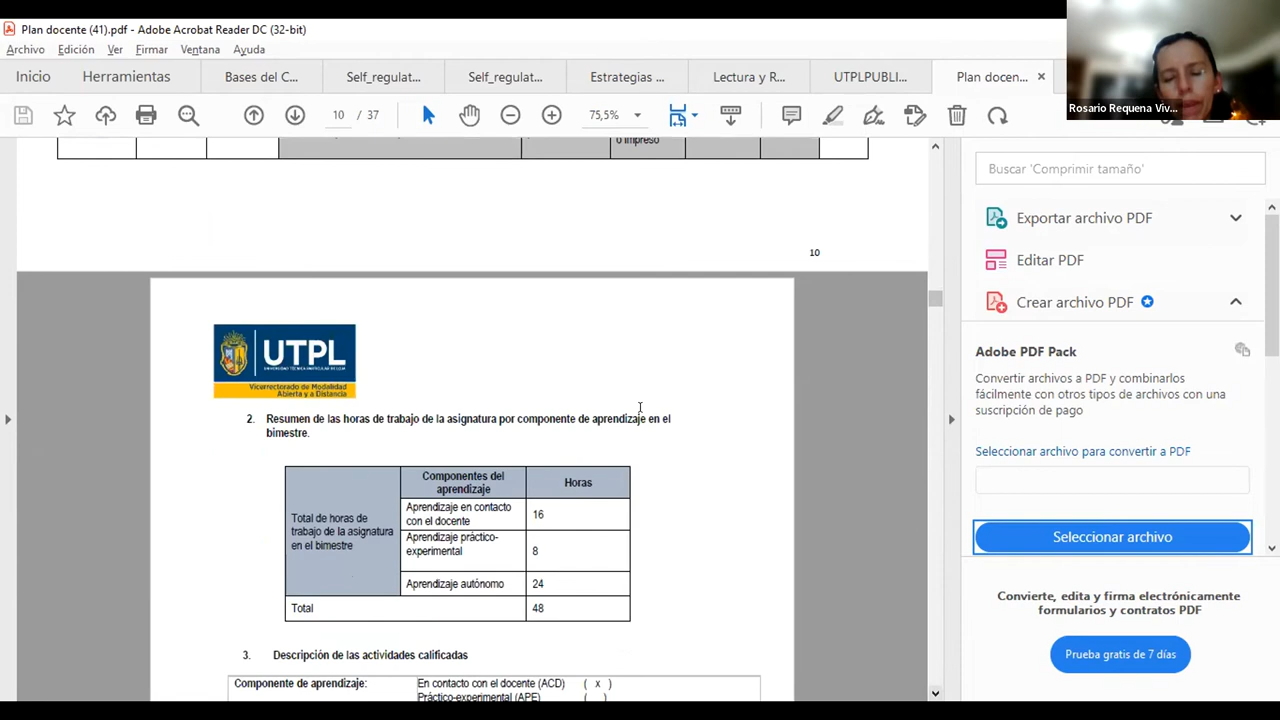 Plan docente (41).pdf - Adobe Acrobat Reader DC (32-bit)
Archivo Edición Ver Firmar Ventana Ayuda
Inicio Herramientas Bases del C... Self_regulat... Self_regulat... Estrategias ... Lectura y R... UTPLPUBLI... Plan docen... ×
10 / 37 75,5%
Rosario Requena Viv...
o impreso
10
Buscar 'Comprimir tamaño'
Exportar archivo PDF
Editar PDF
Crear archivo PDF
Adobe PDF Pack
Convertir archivos a PDF y combinarlos
fácilmente con otros tipos de archivos con una
suscripción de pago
Seleccionar archivo para convertir a PDF
Seleccionar archivo
Convierte, edita y firma electrónicamente
formularios y contratos PDF
Prueba gratis de 7 días
UTPL
UNIVERSIDAD TÉCNICA PARTICULAR DE LOJA
Vicerrectorado de Modalidad
Abierta y a Distancia
2. Resumen de las horas de trabajo de la asignatura por componente de aprendizaje en el
bimestre.
Componentes del
aprendizaje
Horas
Total de horas de
trabajo de la asignatura
en el bimestre
Aprendizaje en contacto
con el docente
16
Aprendizaje práctico-
experimental
8
Aprendizaje autónomo 24
Total 48
3. Descripción de las actividades calificadas
Componente de aprendizaje: En contacto con el docente (ACD) ( x )
Práctico-experimental (APE) ( )